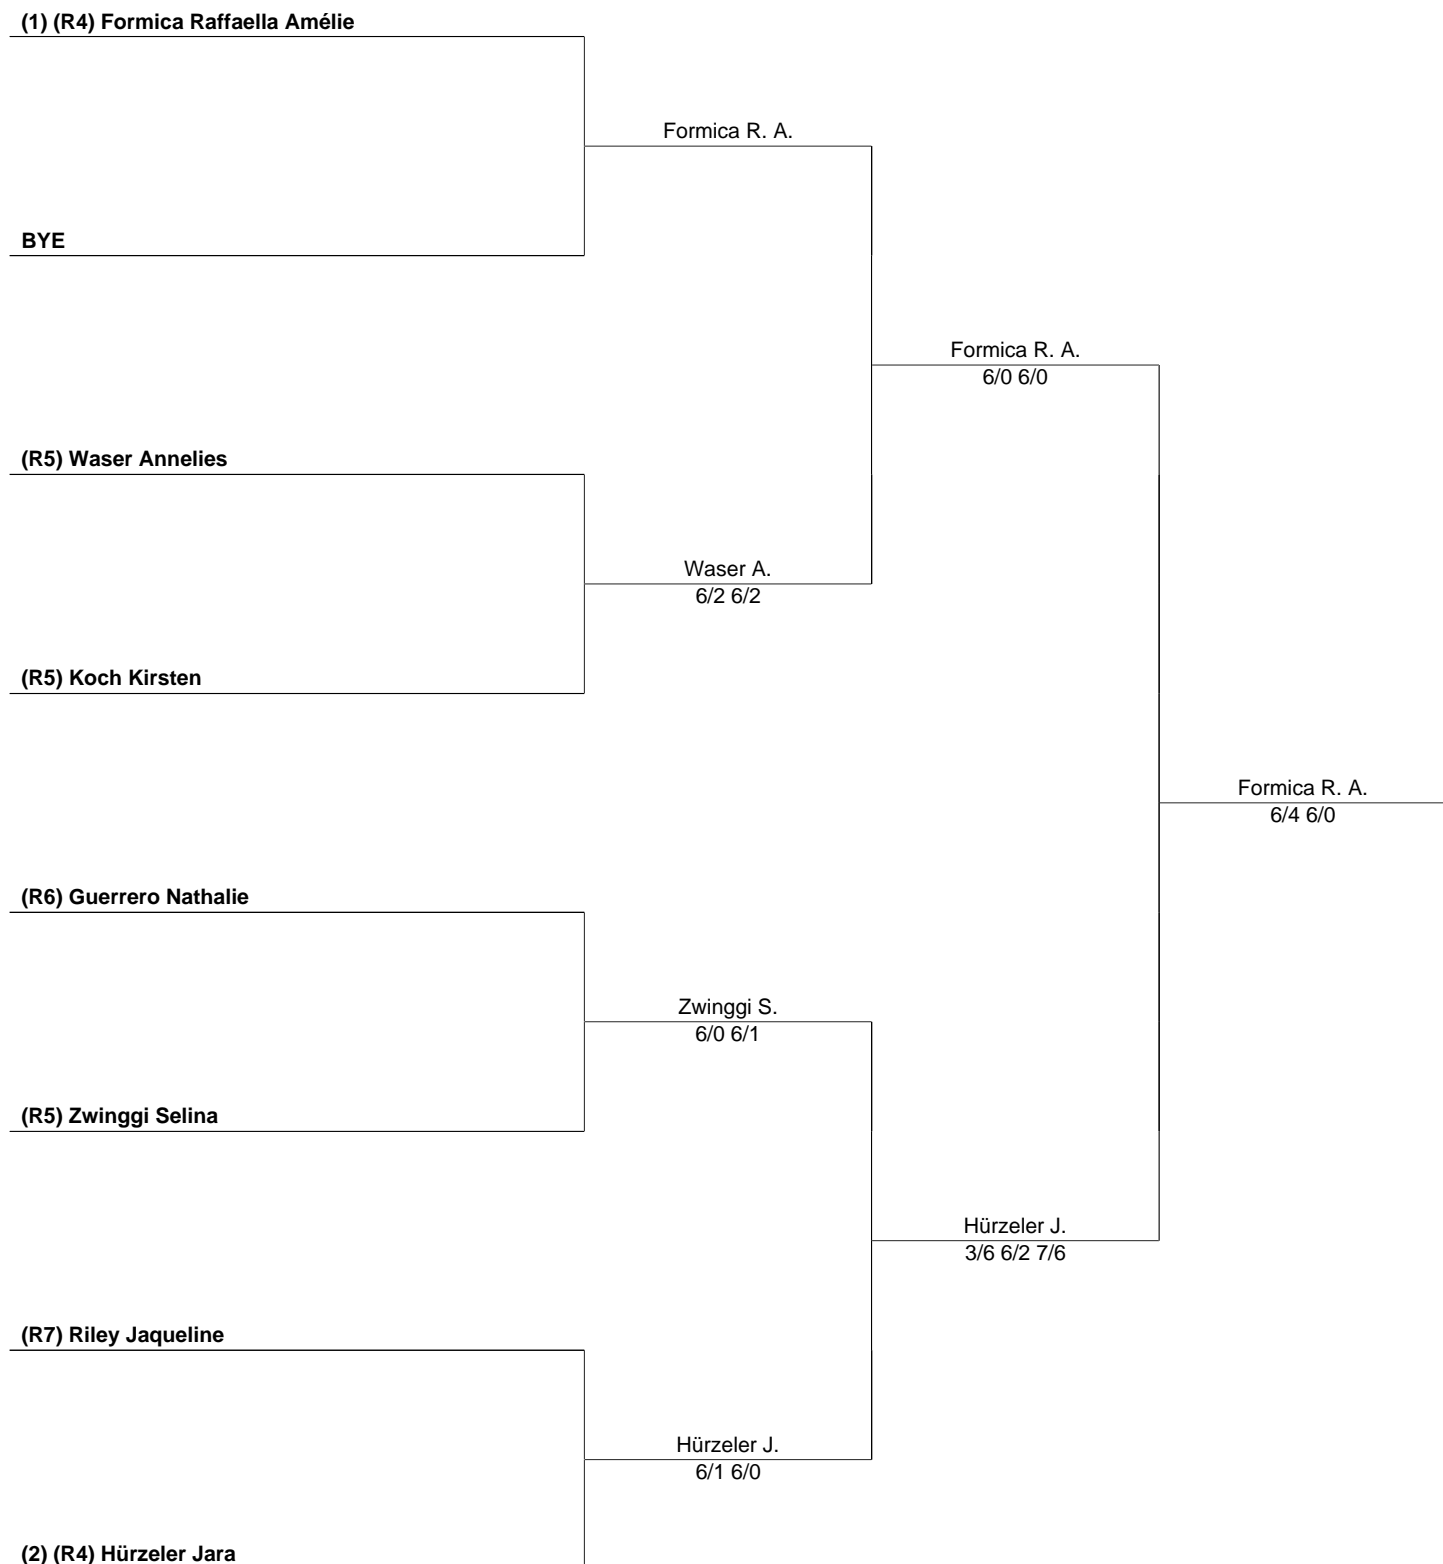 (1) (R4) Formica Raffaella Amélie
Formica R. A.
BYE
Formica R. A.
6/0 6/0
(R5) Waser Annelies
Waser A.
6/2 6/2
(R5) Koch Kirsten
Formica R. A.
6/4 6/0
(R6) Guerrero Nathalie
Zwinggi S.
6/0 6/1
(R5) Zwinggi Selina
Hürzeler J.
3/6 6/2 7/6
(R7) Riley Jaqueline
Hürzeler J.
6/1 6/0
(2) (R4) Hürzeler Jara